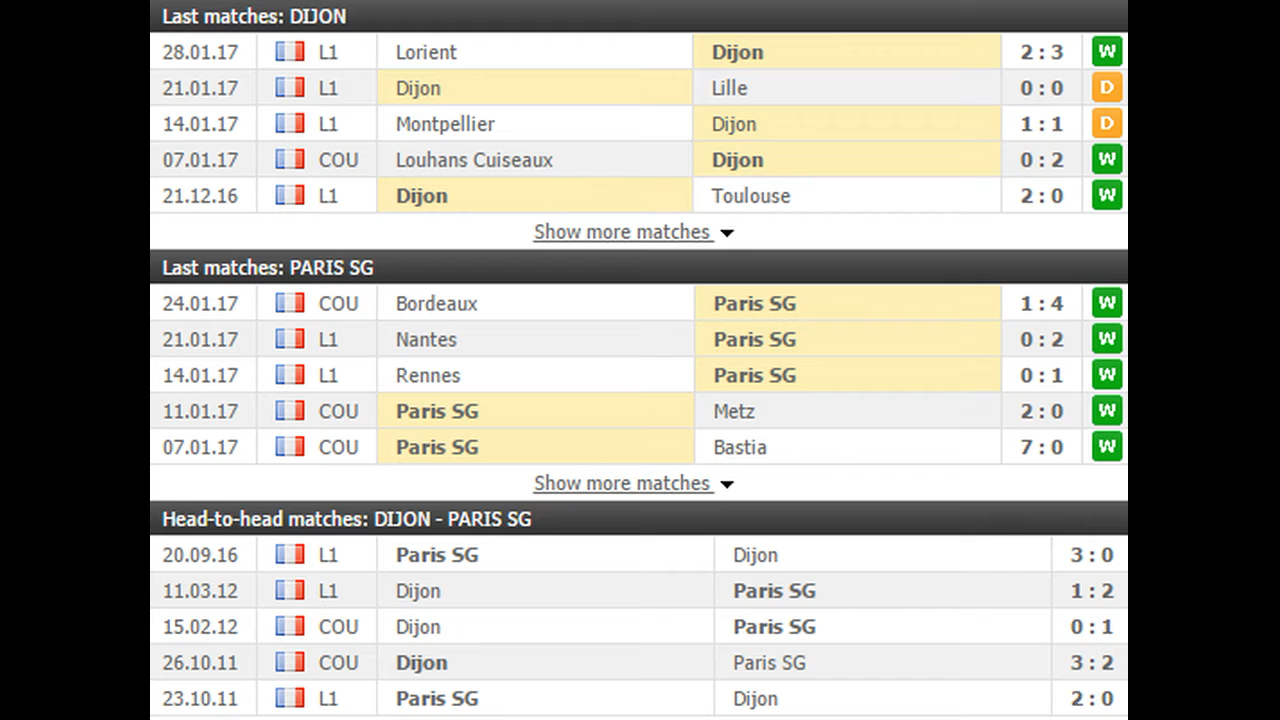 Last matches: DIJON
28.01.17 L1 Lorient Dijon 2 : 3 W
21.01.17 L1 Dijon Lille 0 : 0 D
14.01.17 L1 Montpellier Dijon 1 : 1 D
07.01.17 COU Louhans Cuiseaux Dijon 0 : 2 W
21.12.16 L1 Dijon Toulouse 2 : 0 W
Show more matches
Last matches: PARIS SG
24.01.17 COU Bordeaux Paris SG 1 : 4 W
21.01.17 L1 Nantes Paris SG 0 : 2 W
14.01.17 L1 Rennes Paris SG 0 : 1 W
11.01.17 COU Paris SG Metz 2 : 0 W
07.01.17 COU Paris SG Bastia 7 : 0 W
Show more matches
Head-to-head matches: DIJON - PARIS SG
20.09.16 L1 Paris SG Dijon 3 : 0
11.03.12 L1 Dijon Paris SG 1 : 2
15.02.12 COU Dijon Paris SG 0 : 1
26.10.11 COU Dijon Paris SG 3 : 2
23.10.11 L1 Paris SG Dijon 2 : 0